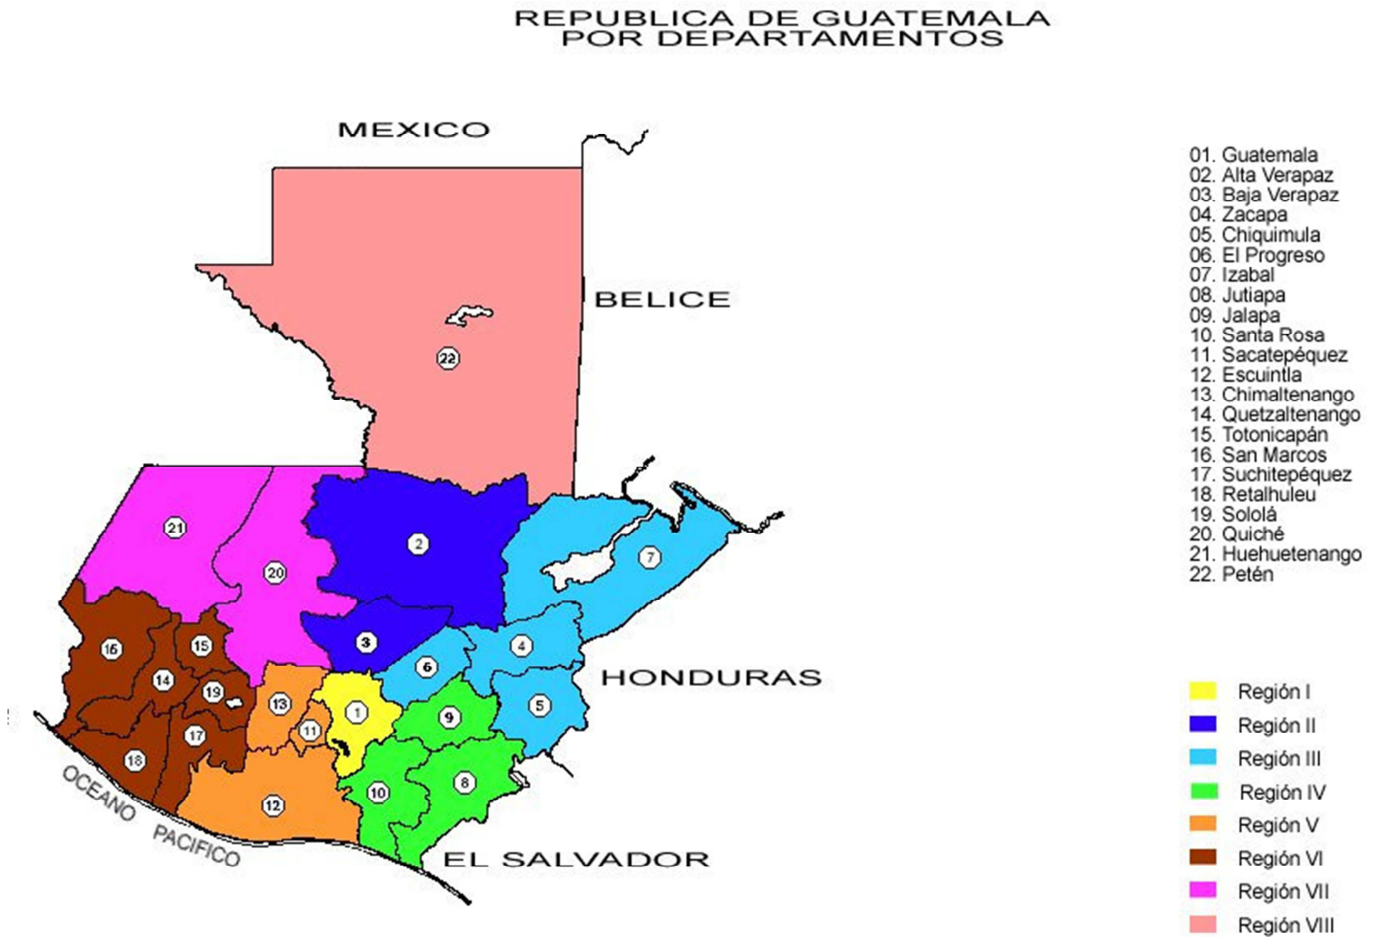 REPUBLICA DE GUATEMALA
POR DEPARTAMENTOS
MEXICO
BELICE
HONDURAS
EL SALVADOR
OCEANO PACIFICO
22
21
20
2
7
3
16
15
14
19
13
11
1
6
4
5
9
17
18
12
10
8
01. Guatemala
02. Alta Verapaz
03. Baja Verapaz
04. Zacapa
05. Chiquimula
06. El Progreso
07. Izabal
08. Jutiapa
09. Jalapa
10. Santa Rosa
11. Sacatepéquez
12. Escuintla
13. Chimaltenango
14. Quetzaltenango
15. Totonicapán
16. San Marcos
17. Suchitepéquez
18. Retalhuleu
19. Sololá
20. Quiché
21. Huehuetenango
22. Petén
Región I
Región II
Región III
Región IV
Región V
Región VI
Región VII
Región VIII